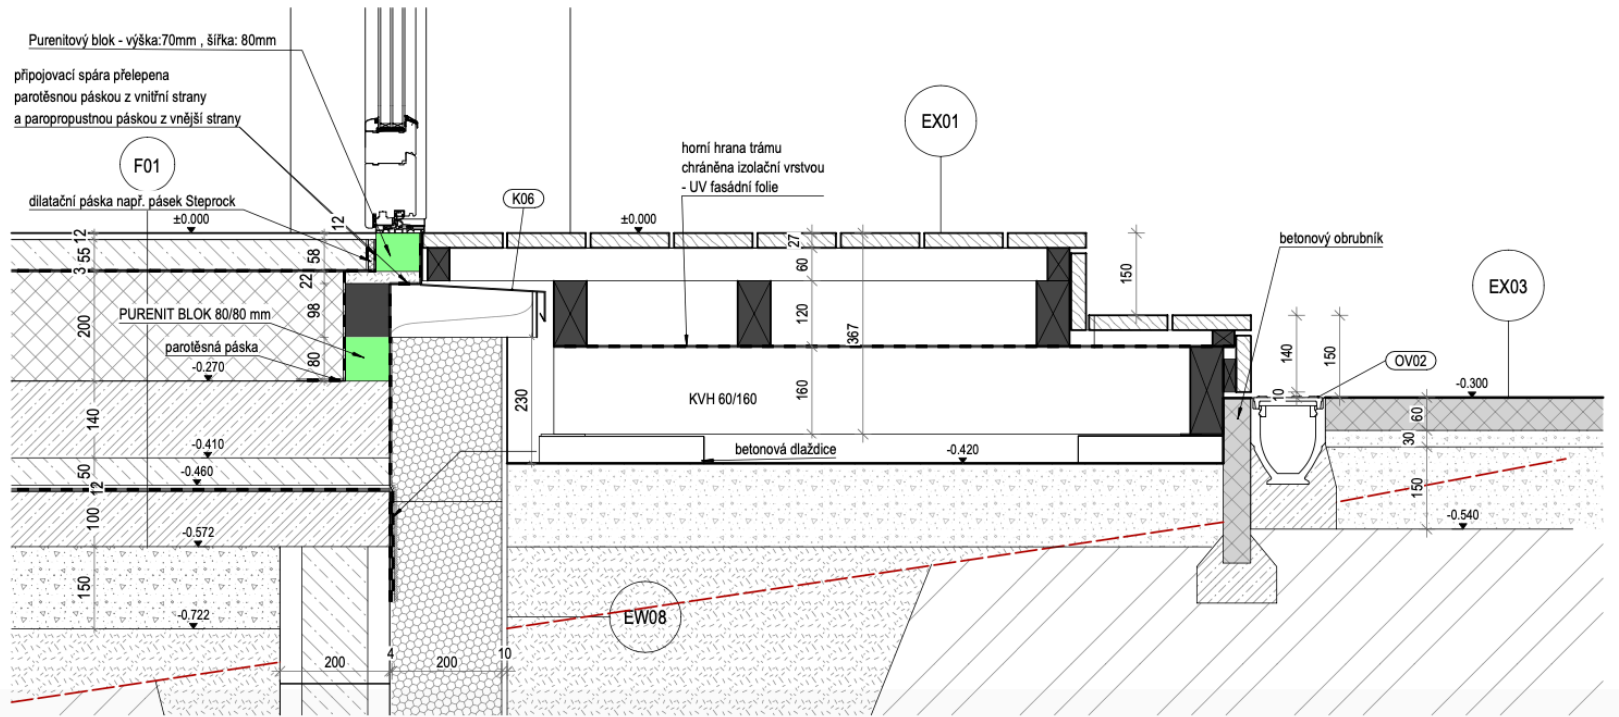 Purenitový blok - výška:70mm , šířka: 80mm
připojovací spára přelepena
parotěsnou páskou z vnitřní strany
a paropropustnou páskou z vnější strany
F01
dilatační páska např. pásek Steprock
±0.000
12
12
55
3
58
22
98
80
200
PURENIT BLOK 80/80 mm
parotěsná páska
-0.270
140
-0.410
50
-0.460
12
100
-0.572
150
-0.722
200
4
200
10
K06
230
horní hrana trámu
chráněna izolační vrstvou
- UV fasádní folie
EX01
±0.000
27
60
120
367
160
KVH 60/160
betonová dlaždice
-0.420
EW08
150
betonový obrubník
EX03
140
150
10
OV02
-0.300
60
30
150
-0.540